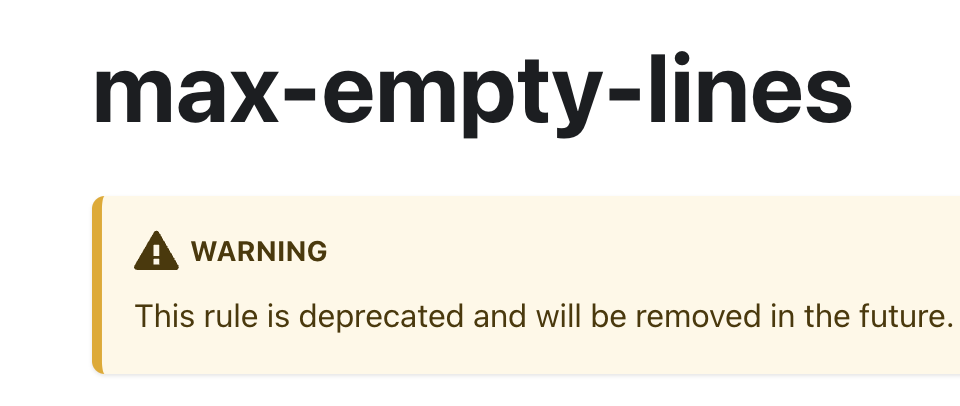 max-empty-lines
WARNING
This rule is deprecated and will be removed in the future.